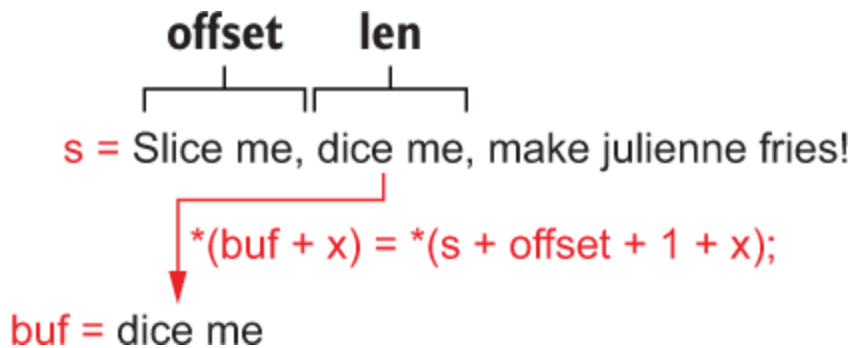 offset len
s = Slice me, dice me, make julienne fries!
*(buf + x) = *(s + offset + 1 + x);
buf = dice me